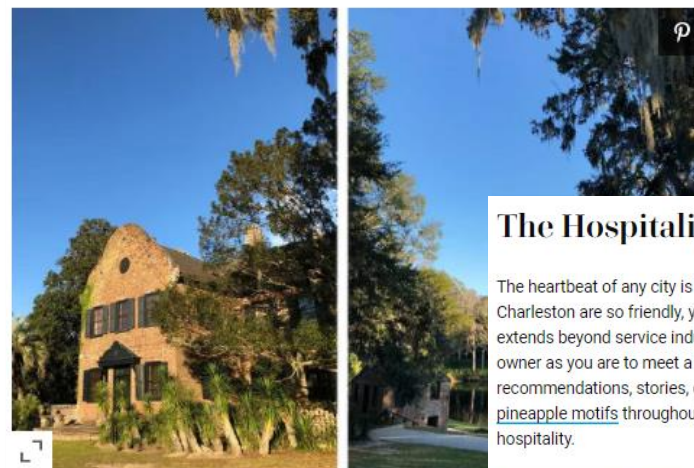 The Hospitali
The heartbeat of any city is
Charleston are so friendly, y
extends beyond service ind
owner as you are to meet a
recommendations, stories,
pineapple motifs throughou
hospitality.